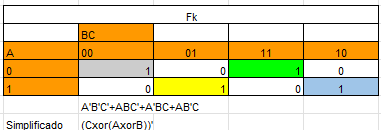 Fk
BC
A 00 01 11 10
0 1 0 1 0
1 0 1 0 1
A'B'C'+ABC'+A'BC+AB'C
Simplificado (Cxor(AxorB))'